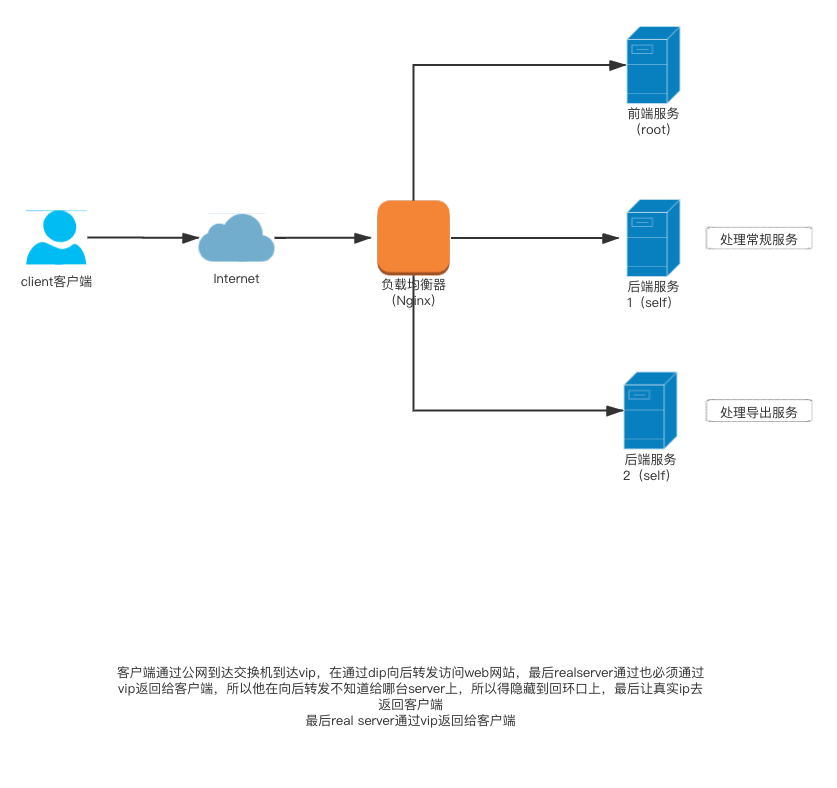 前端服务
（root）
client客户端
Internet
负载均衡器
（Nginx）
后端服务
1（self）
处理常规服务
后端服务
2（self）
处理导出服务
客户端通过公网到达交换机到达vip，在通过dip向后转发访问web网站，最后realserver通过也必须通过
vip返回给客户端，所以他在向后转发不知道给哪台server上，所以得隐藏到回环口上，最后让真实ip去
返回客户端
最后real server通过vip返回给客户端